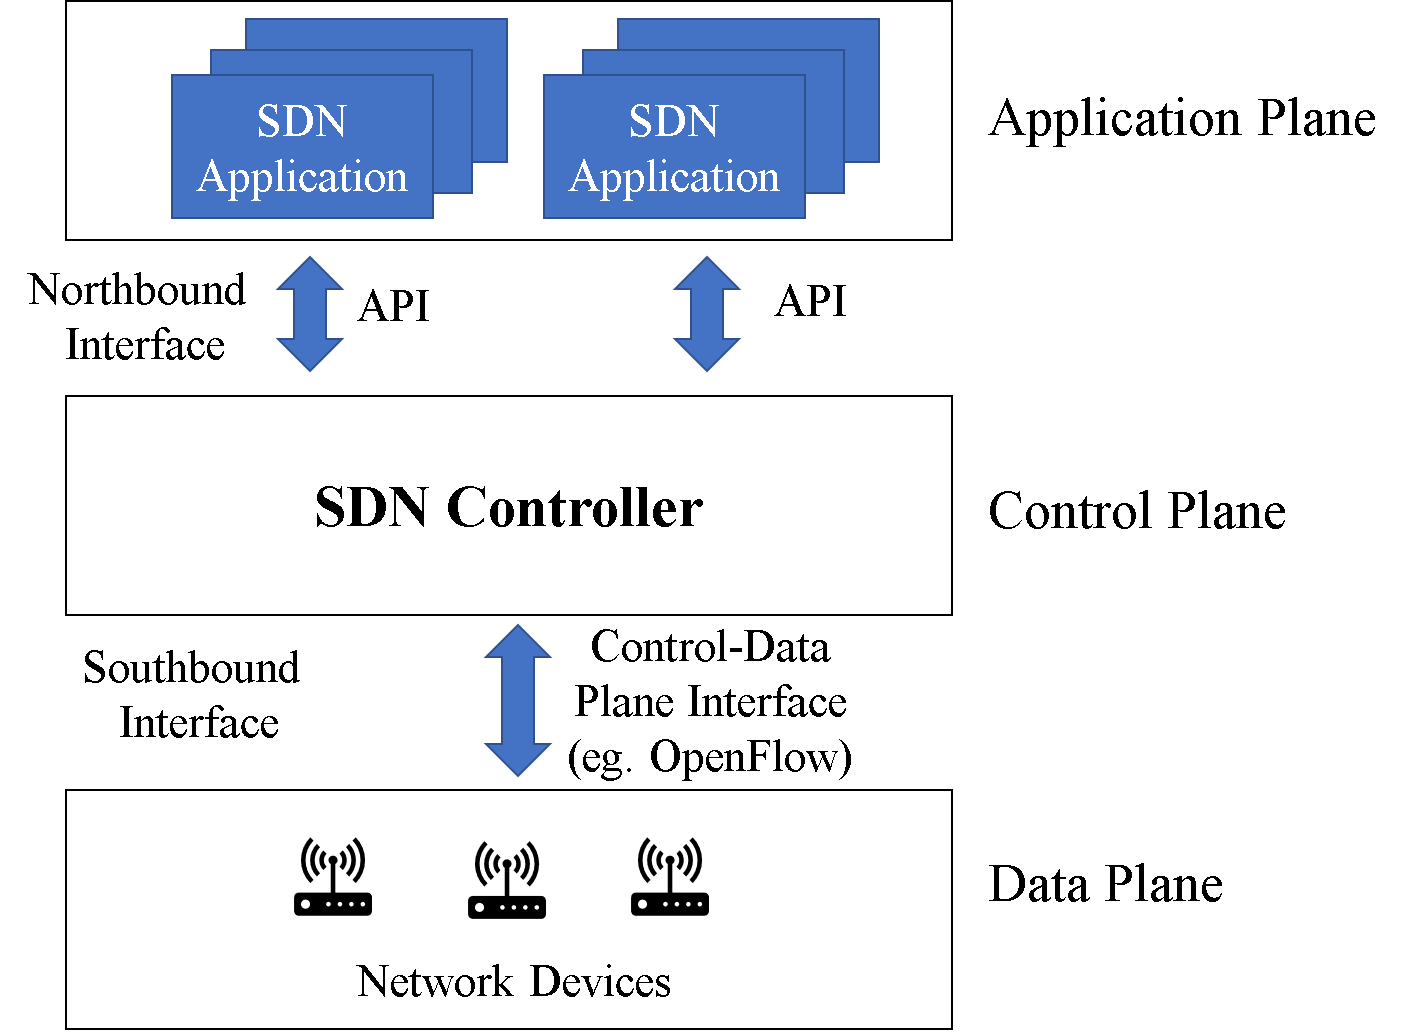 SDN
Application
SDN
Application
Application Plane
Northbound
Interface
API
API
SDN Controller
Control Plane
Southbound
Interface
Control-Data
Plane Interface
(eg. OpenFlow)
Data Plane
Network Devices